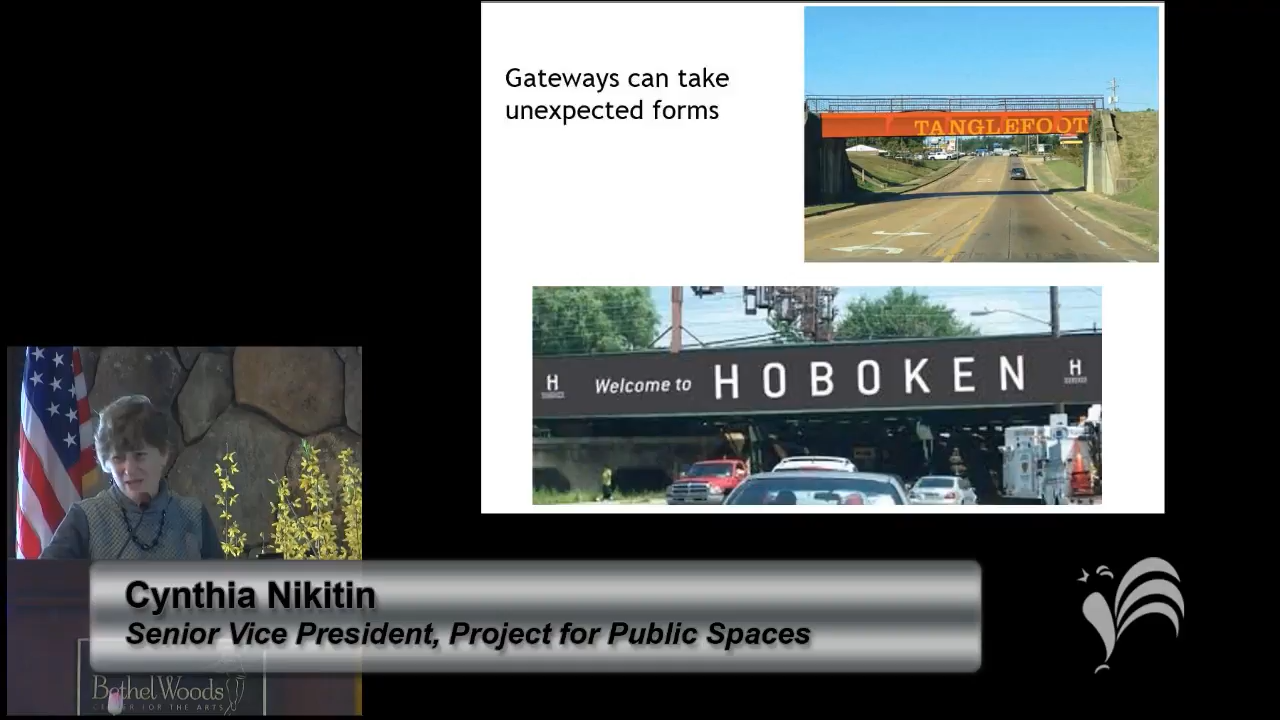 Gateways can take
unexpected forms
TANGLEFOOT
H
Welcome to HOBOKEN
H
Cynthia Nikitin
Senior Vice President, Project for Public Spaces
Bethel Woods
CENTER FOR THE ARTS